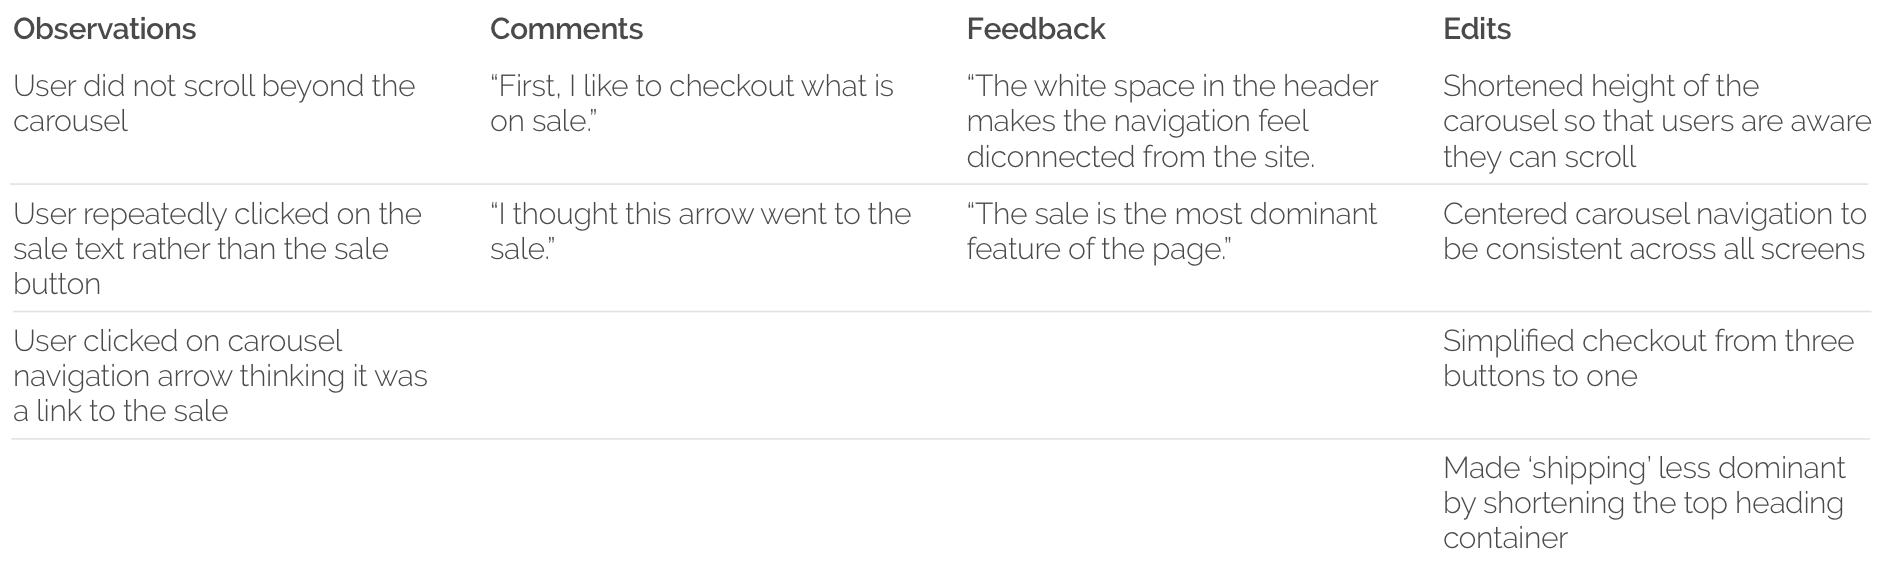 Observations
Comments
Feedback
Edits
User did not scroll beyond the
carousel
“First, I like to checkout what is
on sale.”
“The white space in the header
makes the navigation feel
diconnected from the site.
Shortened height of the
carousel so that users are aware
they can scroll
User repeatedly clicked on the
sale text rather than the sale
button
“I thought this arrow went to the
sale.”
“The sale is the most dominant
feature of the page.”
Centered carousel navigation to
be consistent across all screens
User clicked on carousel
navigation arrow thinking it was
a link to the sale
Simplified checkout from three
buttons to one
Made ‘shipping’ less dominant
by shortening the top heading
container